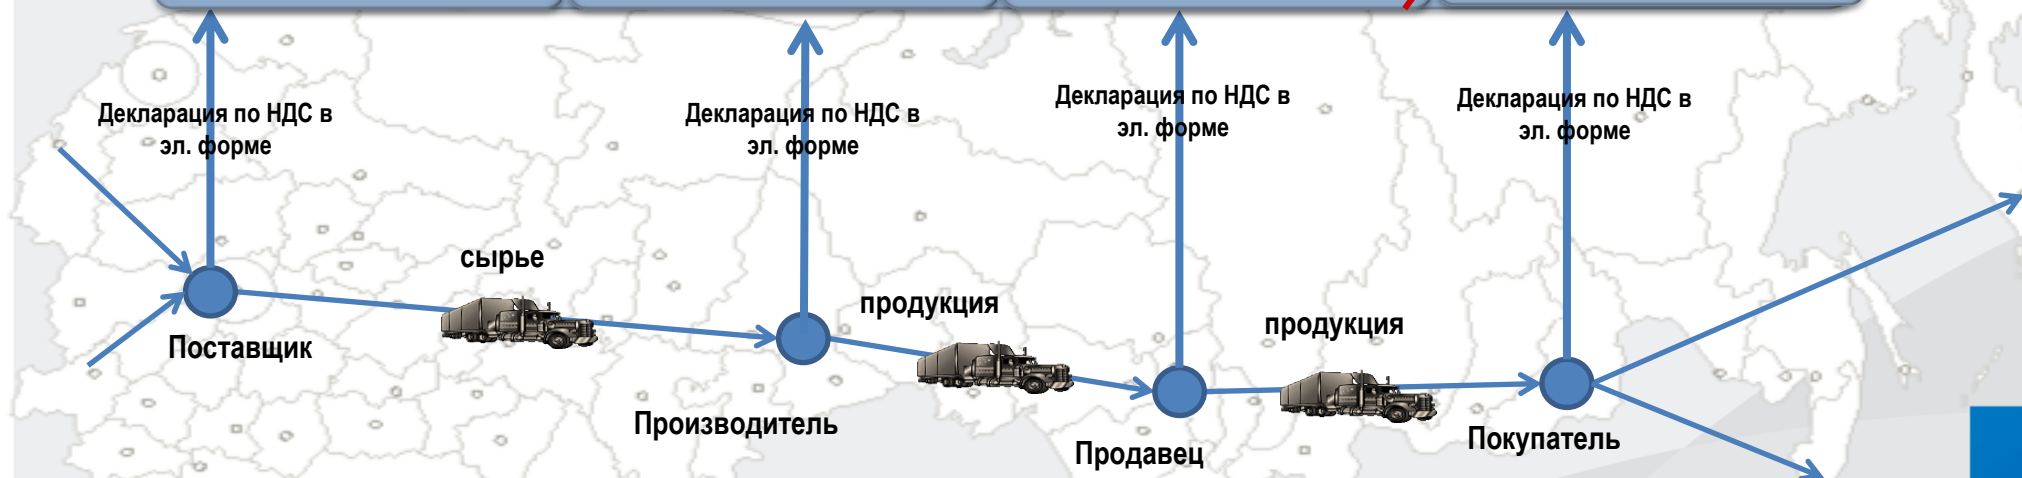 Декларация по НДС в
эл. форме
Декларация по НДС в
эл. форме
Декларация по НДС в
эл. форме
Декларация по НДС в
эл. форме
сырье
продукция
продукция
Поставщик
Производитель
Продавец
Покупатель